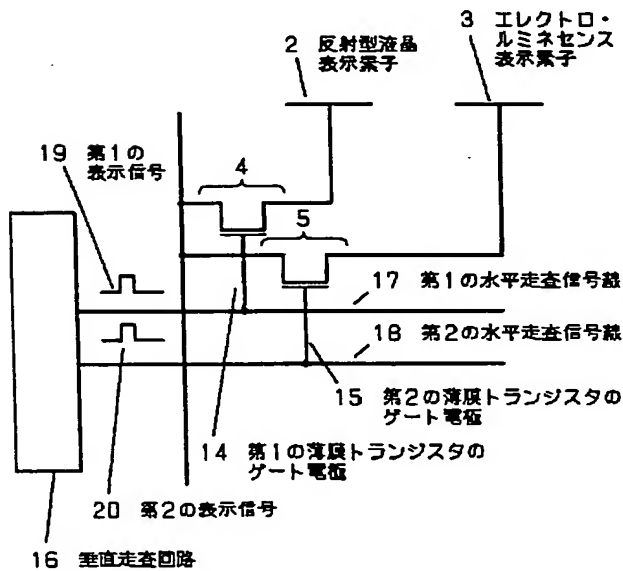 3 エレクトロ・
ルミネセンス
表示素子
2 反射型液晶
表示素子
19 第1の
表示信号
4
5
17 第1の水平走査信号線
18 第2の水平走査信号線
15 第2の薄膜トランジスタの
ゲート電極
14 第1の薄膜トランジスタの
ゲート電極
20 第2の表示信号
16 垂直走査回路